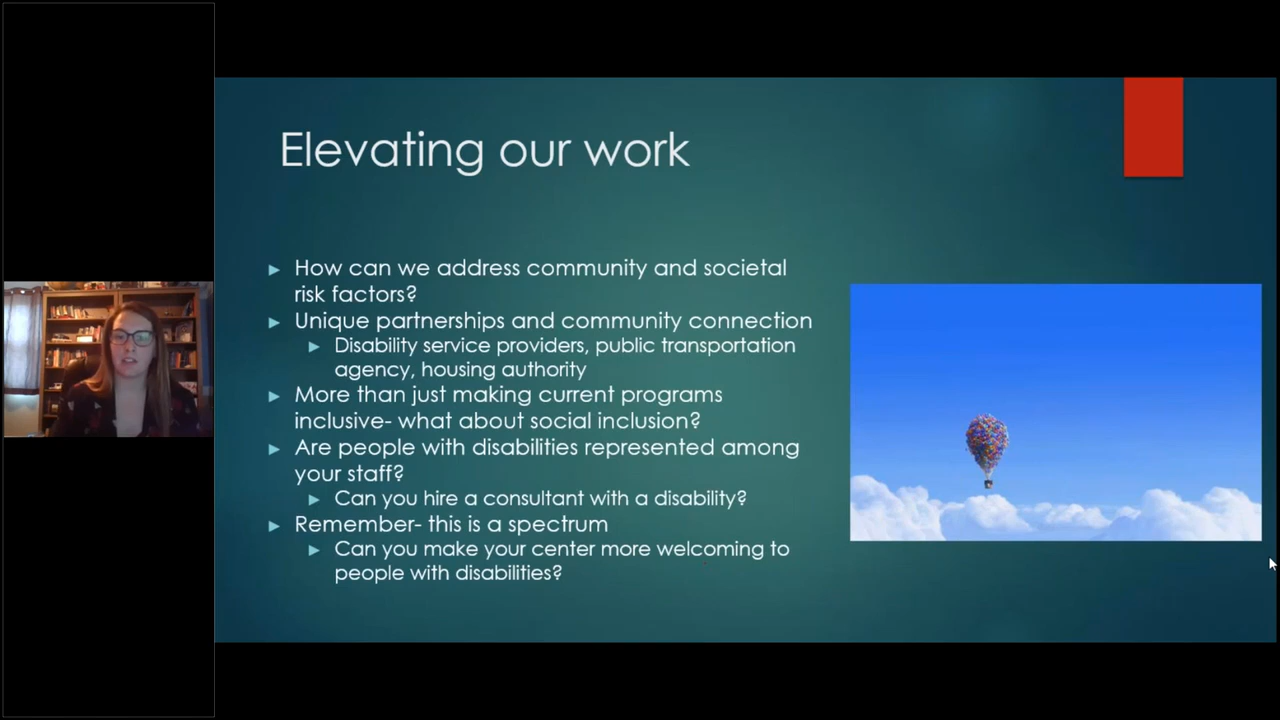 Elevating our work
How can we address community and societal
risk factors?
Unique partnerships and community connection
Disability service providers, public transportation
agency, housing authority
More than just making current programs
inclusive- what about social inclusion?
Are people with disabilities represented among
your staff?
Can you hire a consultant with a disability?
Remember- this is a spectrum
Can you make your center more welcoming to
people with disabilities?